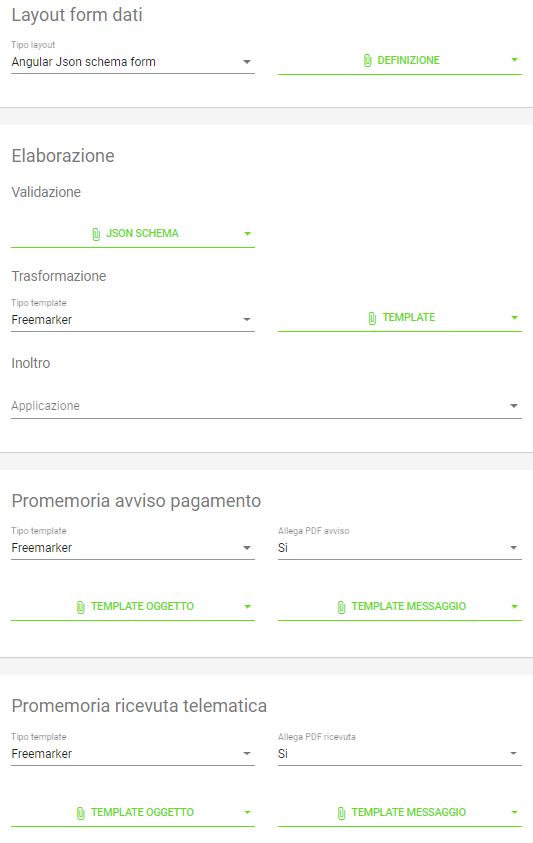 Layout form dati
Tipo layout
Angular Json schema form
DEFINIZIONE
Elaborazione
Validazione
JSON SCHEMA
Trasformazione
Tipo template
Freemarker
TEMPLATE
Inoltro
Applicazione
Promemoria avviso pagamento
Tipo template
Freemarker
Allega PDF avviso
Si
TEMPLATE OGGETTO
TEMPLATE MESSAGGIO
Promemoria ricevuta telematica
Tipo template
Freemarker
Allega PDF ricevuta
Si
TEMPLATE OGGETTO
TEMPLATE MESSAGGIO